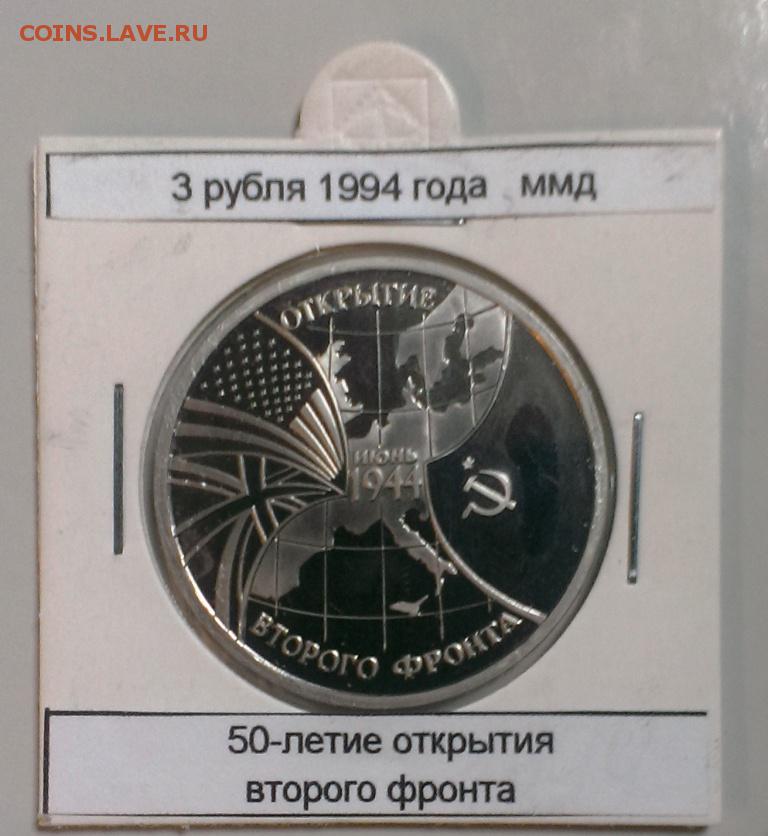 COINS.LAVE.RU
3 рубля 1994 года ммд
ОТКРЫТИЕ
ИЮНЬ
1944
ВТОРОГО ФРОНТА
50-летие открытия
второго фронта